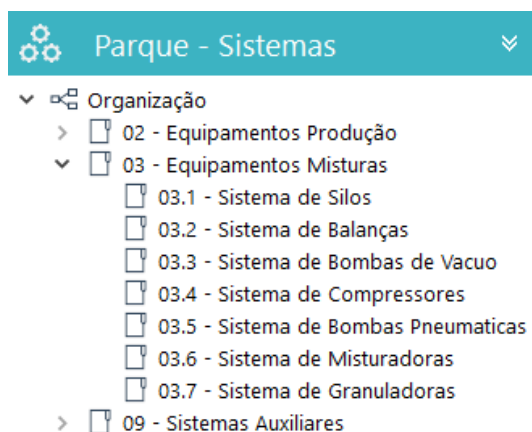 Parque - Sistemas
Organização
02 - Equipamentos Produção
03 - Equipamentos Misturas
03.1 - Sistema de Silos
03.2 - Sistema de Balanças
03.3 - Sistema de Bombas de Vacuo
03.4 - Sistema de Compressores
03.5 - Sistema de Bombas Pneumaticas
03.6 - Sistema de Misturadoras
03.7 - Sistema de Granuladoras
09 - Sistemas Auxiliares